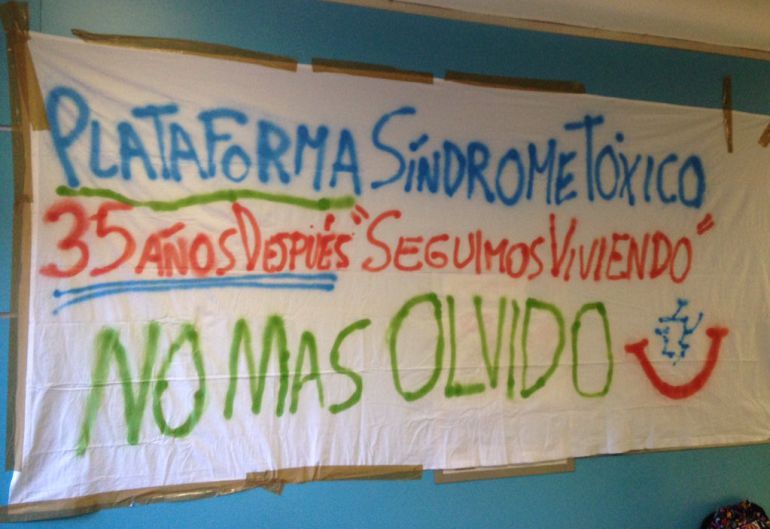 PLATAFORMA SÍNDROME TÓXICO
35 AÑOS DESPUÉS "SEGUIMOS VIVIENDO"
NO MAS OLVIDO